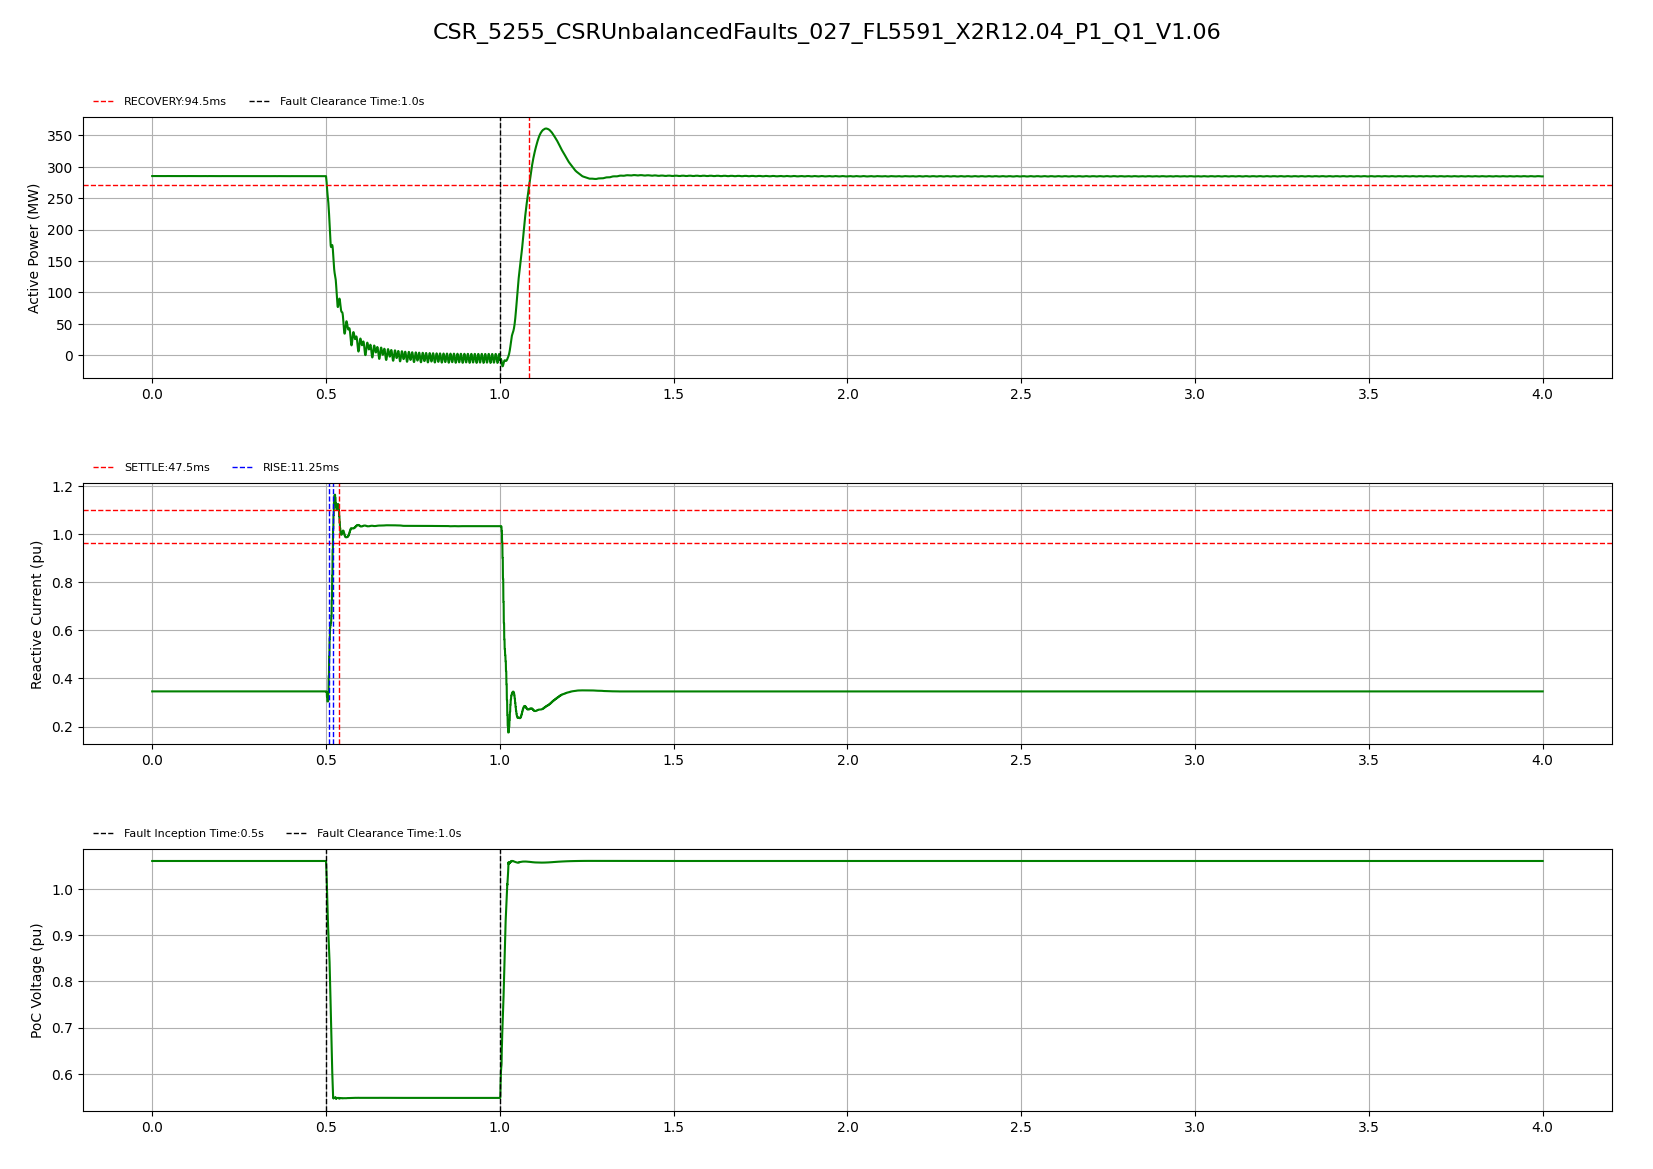 CSR_5255_CSRUnbalancedFaults_027_FL5591_X2R12.04_P1_Q1_V1.06
RECOVERY:94.5ms Fault Clearance Time:1.0s
Active Power (MW)
350
300
250
200
150
100
50
0
0.0 0.5 1.0 1.5 2.0 2.5 3.0 3.5 4.0
SETTLE:47.5ms RISE:11.25ms
Reactive Current (pu)
1.2
1.0
0.8
0.6
0.4
0.2
0.0 0.5 1.0 1.5 2.0 2.5 3.0 3.5 4.0
Fault Inception Time:0.5s Fault Clearance Time:1.0s
PoC Voltage (pu)
1.0
0.9
0.8
0.7
0.6
0.0 0.5 1.0 1.5 2.0 2.5 3.0 3.5 4.0